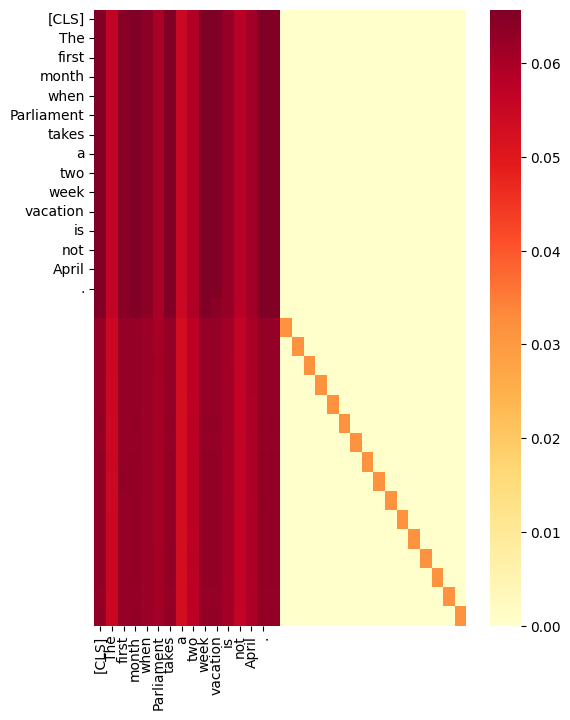 [CLS]
The
first
month
when
Parliament
takes
a
two
week
vacation
is
not
April
.
0.06
0.05
0.04
0.03
0.02
0.01
0.00
[CLS]
The
first
month
when
Parliament
takes
a
two
week
vacation
is
not
April
.